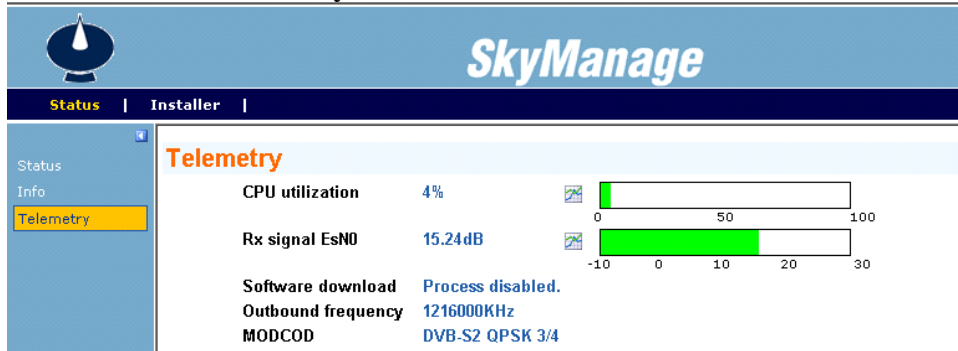 SkyManage
Status | Installer |
Status
Info
Telemetry
Telemetry
CPU utilization 4%
0 50 100
Rx signal EsN0 15.24dB
-10 0 10 20 30
Software download Process disabled.
Outbound frequency 1216000KHz
MODCOD DVB-S2 QPSK 3/4